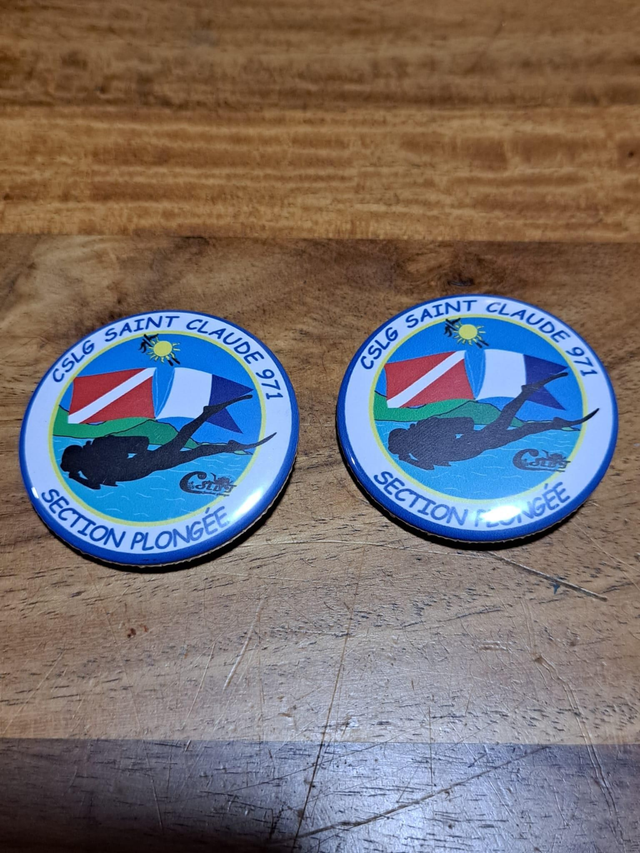 CSLG SAINT CLAUDE 971
SECTION PLONGÉE
CSLG SAINT CLAUDE 971
SECTION PLONGÉE